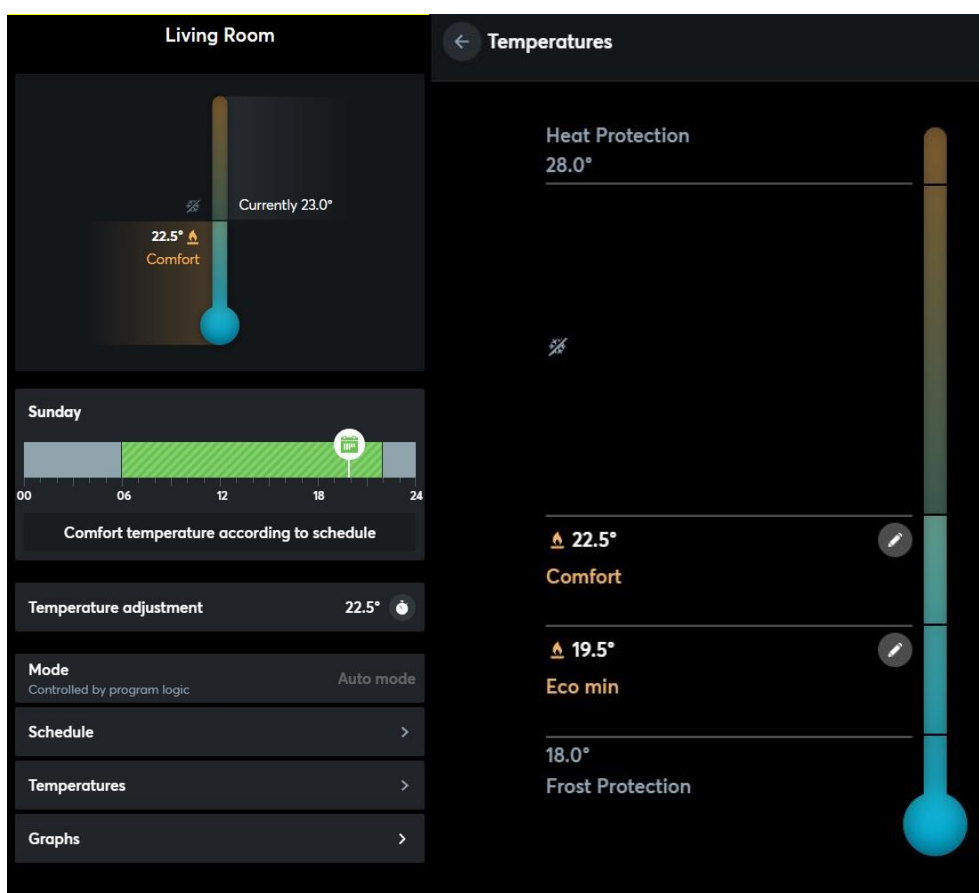 Living Room
Currently 23.0°
22.5°
Comfort
Sunday
00 06 12 18 24
Comfort temperature according to schedule
Temperature adjustment 22.5°
Mode
Controlled by program logic
Auto mode
Schedule
Temperatures
Graphs
Temperatures
Heat Protection
28.0°
22.5°
Comfort
19.5°
Eco min
18.0°
Frost Protection